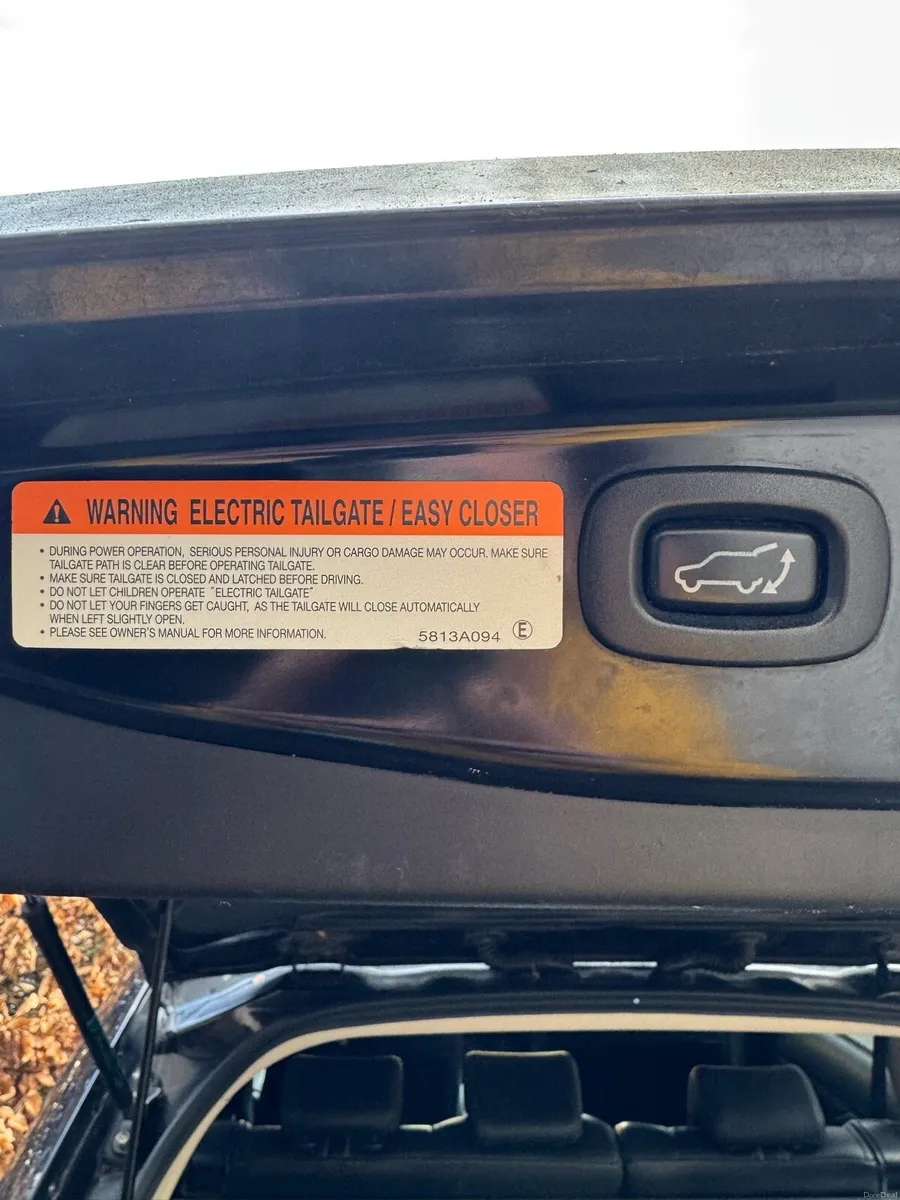 WARNING ELECTRIC TAILGATE / EASY CLOSER
• DURING POWER OPERATION, SERIOUS PERSONAL INJURY OR CARGO DAMAGE MAY OCCUR. MAKE SURE
TAILGATE PATH IS CLEAR BEFORE OPERATING TAILGATE.
• MAKE SURE TAILGATE IS CLOSED AND LATCHED BEFORE DRIVING.
• DO NOT LET CHILDREN OPERATE "ELECTRIC TAILGATE"
• DO NOT LET YOUR FINGERS GET CAUGHT, AS THE TAILGATE WILL CLOSE AUTOMATICALLY
WHEN LEFT SLIGHTLY OPEN.
• PLEASE SEE OWNER'S MANUAL FOR MORE INFORMATION. 5813A094 Ⓔ
DoneDeal